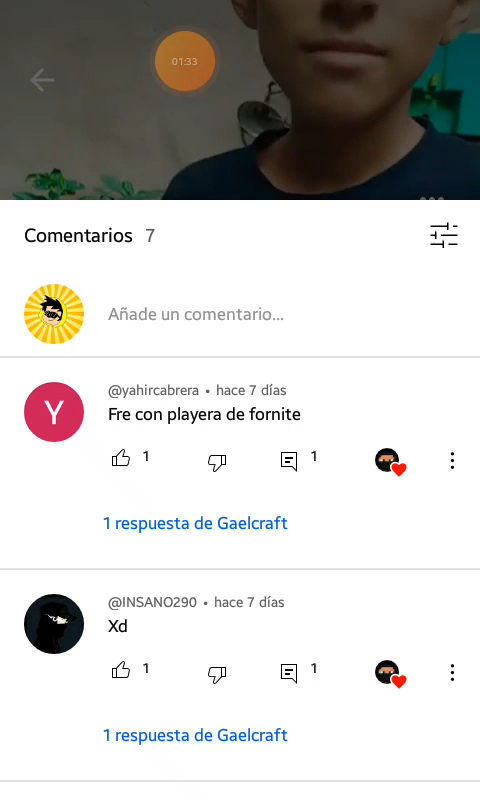 01:33
Comentarios 7
Añade un comentario...
@yahircabrera • hace 7 días
Y
Fre con playera de fornite
1
1
1 respuesta de Gaelcraft
@INSANO290 • hace 7 días
Xd
1
1
1 respuesta de Gaelcraft